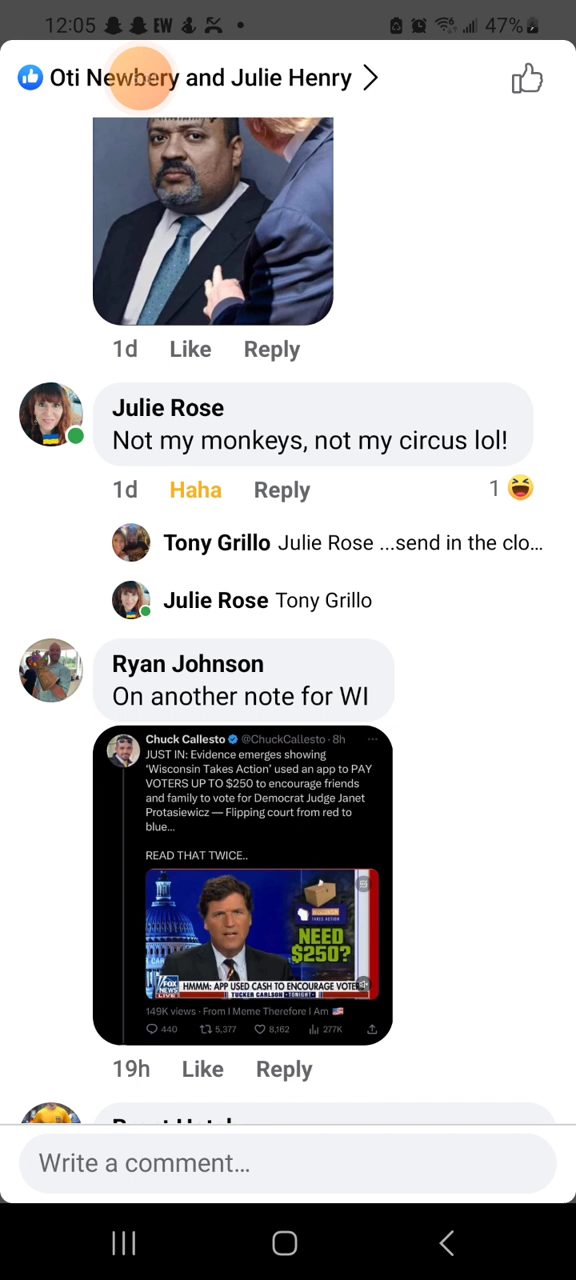 12:05 EW 47%
Oti Newbery and Julie Henry
1d Like Reply
Julie Rose
Not my monkeys, not my circus lol!
1d Haha Reply 1
Tony Grillo Julie Rose ...send in the clo...
Julie Rose Tony Grillo
Ryan Johnson
On another note for WI
Chuck Callesto @ChuckCallesto · 8h
JUST IN: Evidence emerges showing
'Wisconsin Takes Action' used an app to PAY
VOTERS UP TO $250 to encourage friends
and family to vote for Democrat Judge Janet
Protasiewicz — Flipping court from red to
blue...
READ THAT TWICE..
WISCONSIN
TAKES ACTION
NEED
$250?
FOX
NEWS
LIVE
HMMM: APP USED CASH TO ENCOURAGE VOTE
TUCKER CARLSON TONIGHT
149K views · From I Meme Therefore I Am
440 5,377 8,162 277K
19h Like Reply
Write a comment...